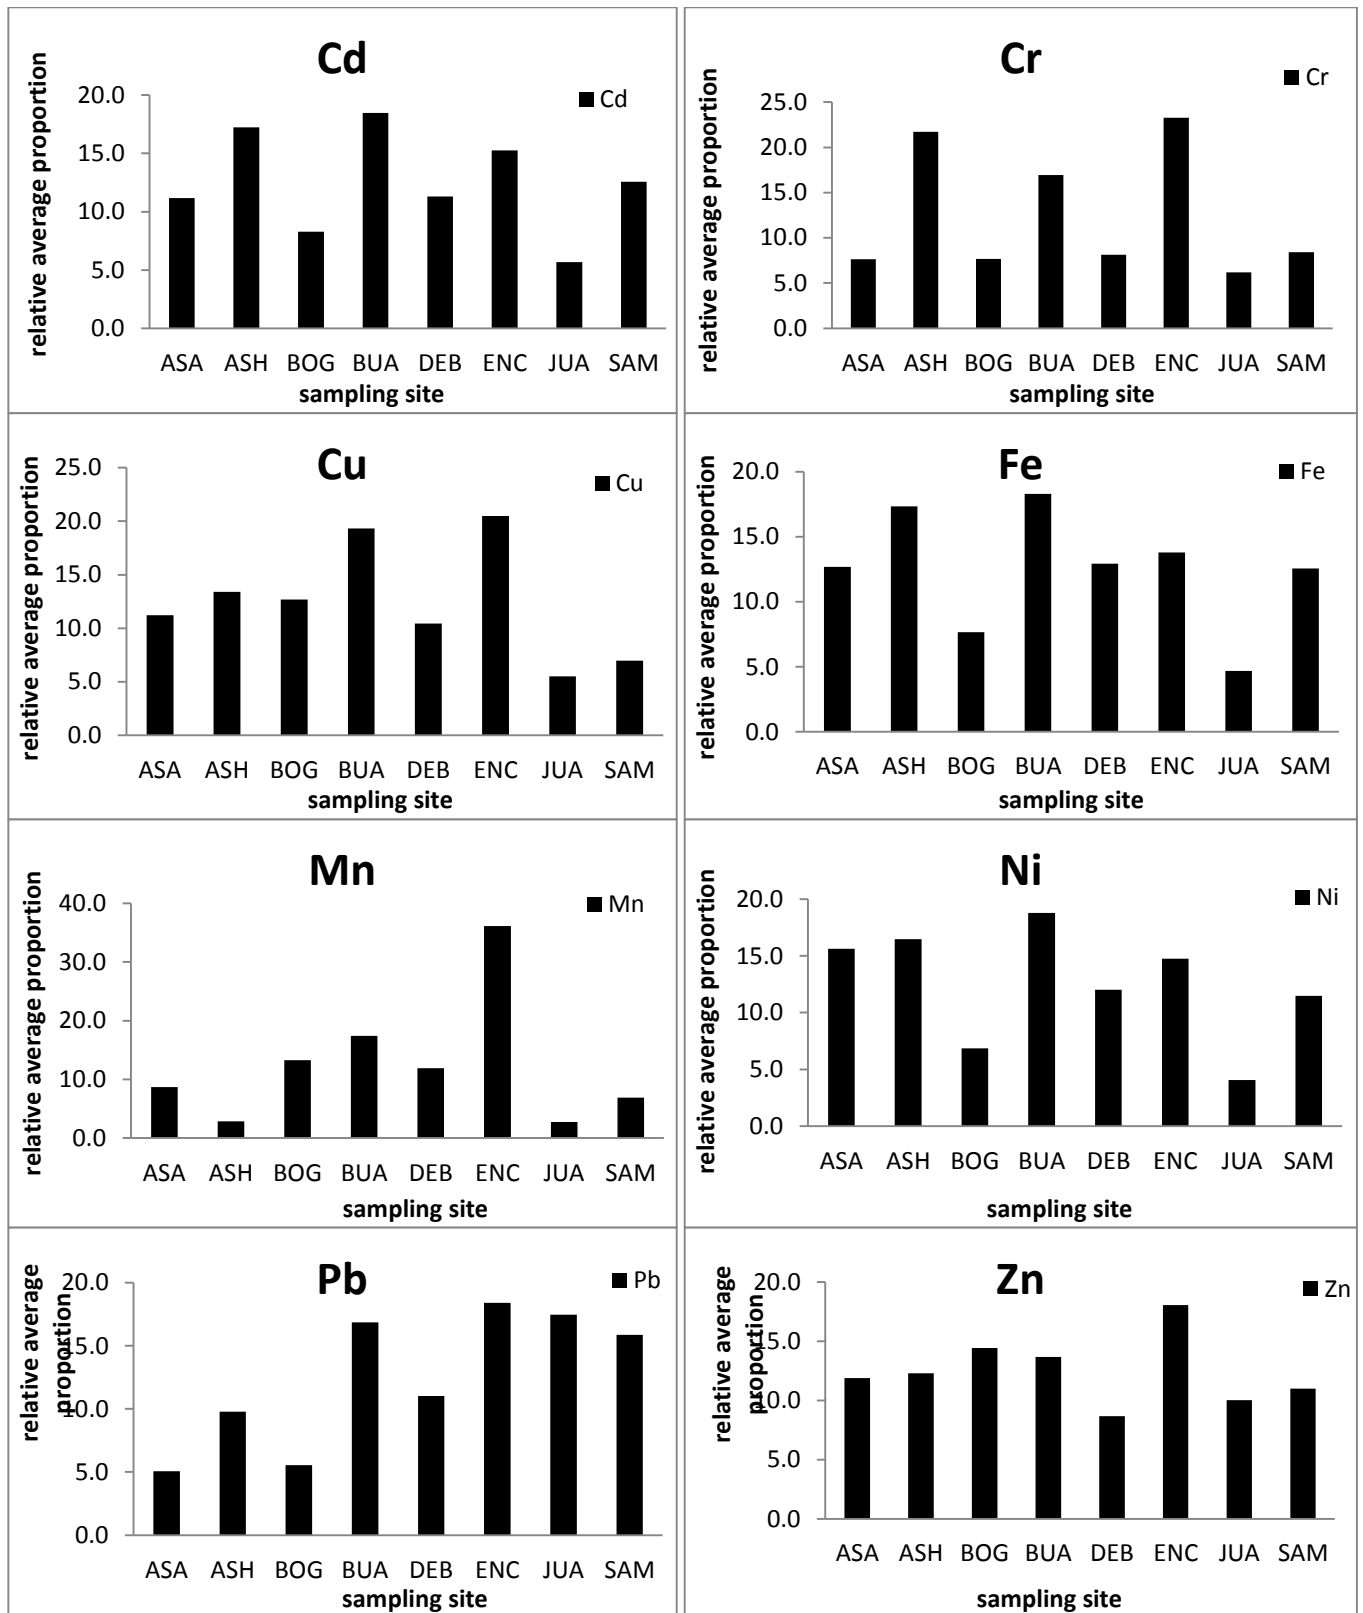 Cd
Cd
relative average proportion
20.0
15.0
10.0
5.0
0.0
ASA ASH BOG BUA DEB ENC JUA SAM
sampling site
Cr
Cr
relative average proportion
25.0
20.0
15.0
10.0
5.0
0.0
ASA ASH BOG BUA DEB ENC JUA SAM
sampling site
Cu
Cu
relative average proportion
25.0
20.0
15.0
10.0
5.0
0.0
ASA ASH BOG BUA DEB ENC JUA SAM
sampling site
Fe
Fe
relative average proportion
20.0
15.0
10.0
5.0
0.0
ASA ASH BOG BUA DEB ENC JUA SAM
sampling site
Mn
Mn
relative average proportion
40.0
30.0
20.0
10.0
0.0
ASA ASH BOG BUA DEB ENC JUA SAM
sampling site
Ni
Ni
relative average proportion
20.0
15.0
10.0
5.0
0.0
ASA ASH BOG BUA DEB ENC JUA SAM
sampling site
Pb
Pb
relative average
proportion
20.0
15.0
10.0
5.0
0.0
ASA ASH BOG BUA DEB ENC JUA SAM
sampling site
Zn
Zn
relative average
proportion
20.0
15.0
10.0
5.0
0.0
ASA ASH BOG BUA DEB ENC JUA SAM
sampling site